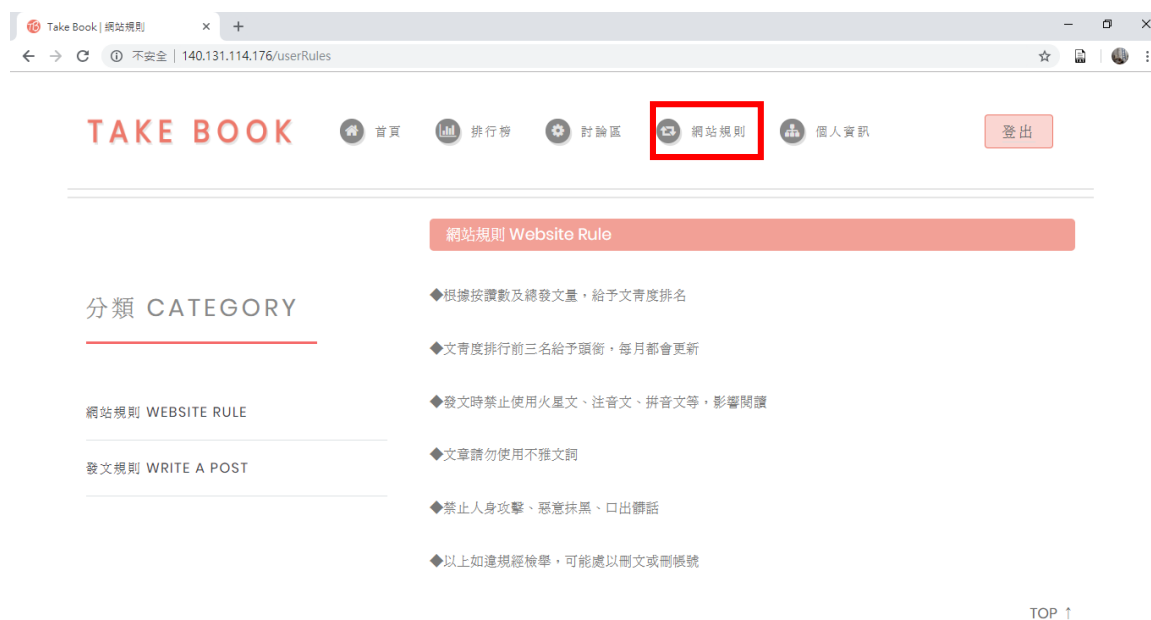 Take Book | 網站規則
不安全 | 140.131.114.176/userRules
TAKE BOOK 首頁 排行榜 討論區 網站規則 個人資訊 登出
網站規則 Website Rule
分類 CATEGORY
網站規則 WEBSITE RULE
發文規則 WRITE A POST
◆根據按讚數及總發文量，給予文青度排名
◆文青度排行前三名給予頭銜，每月都會更新
◆發文時禁止使用火星文、注音文、拼音文等，影響閱讀
◆文章請勿使用不雅文詞
◆禁止人身攻擊、惡意抹黑、口出髒話
◆以上如違規經檢舉，可能處以刪文或刪帳號
TOP ↑